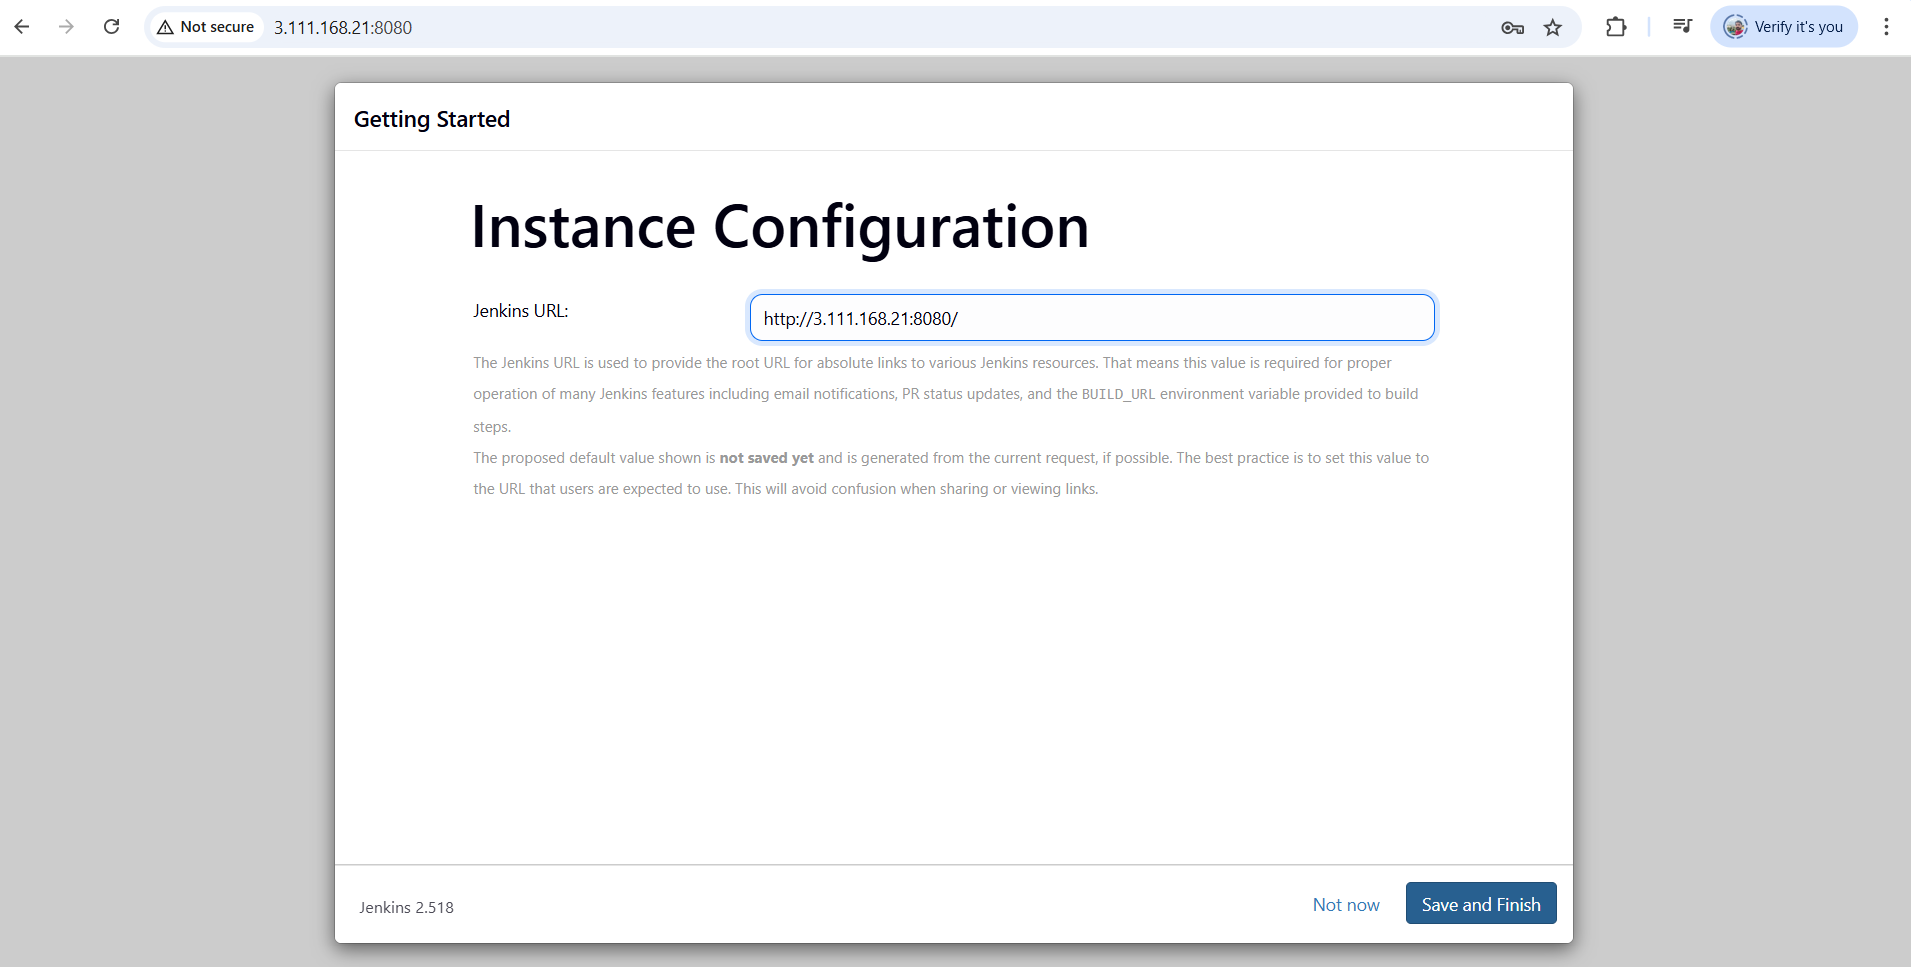 Not secure 3.111.168.21:8080 Verify it's you
Getting Started
Instance Configuration
Jenkins URL: http://3.111.168.21:8080/
The Jenkins URL is used to provide the root URL for absolute links to various Jenkins resources. That means this value is required for proper
operation of many Jenkins features including email notifications, PR status updates, and the BUILD_URL environment variable provided to build
steps.
The proposed default value shown is not saved yet and is generated from the current request, if possible. The best practice is to set this value to
the URL that users are expected to use. This will avoid confusion when sharing or viewing links.
Jenkins 2.518 Not now Save and Finish